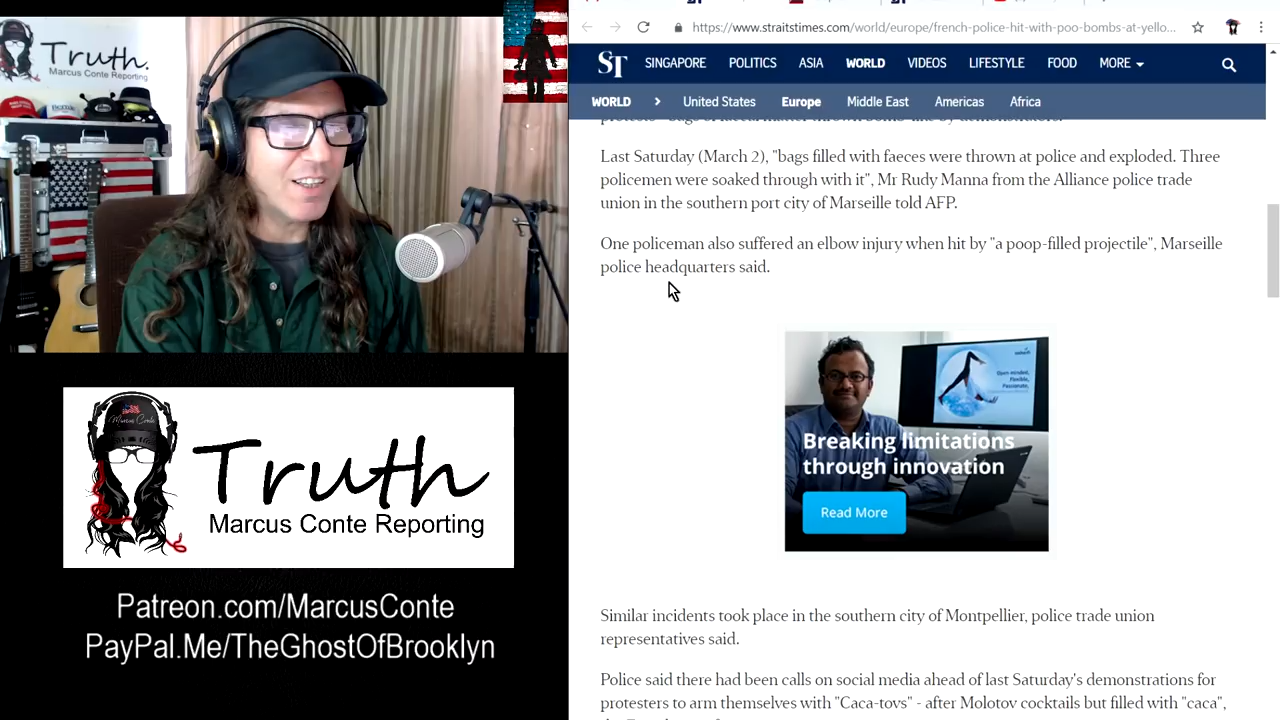 Truth.
Marcus Conte Reporting
Marcus Conte
Truth
Marcus Conte Reporting
Patreon.com/MarcusConte
PayPal.Me/TheGhostOfBrooklyn
https://www.straitstimes.com/world/europe/french-police-hit-with-poo-bombs-at-yello...
ST SINGAPORE POLITICS ASIA WORLD VIDEOS LIFESTYLE FOOD MORE
WORLD > United States Europe Middle East Americas Africa
Last Saturday (March 2), "bags filled with faeces were thrown at police and exploded. Three
policemen were soaked through with it", Mr Rudy Manna from the Alliance police trade
union in the southern port city of Marseille told AFP.
One policeman also suffered an elbow injury when hit by "a poop-filled projectile", Marseille
police headquarters said.
Open minded,
Flexible,
Passionate,
Breaking limitations
through innovation
Read More
Similar incidents took place in the southern city of Montpellier, police trade union
representatives said.
Police said there had been calls on social media ahead of last Saturday's demonstrations for
protesters to arm themselves with "Caca-tovs" - after Molotov cocktails but filled with "caca",